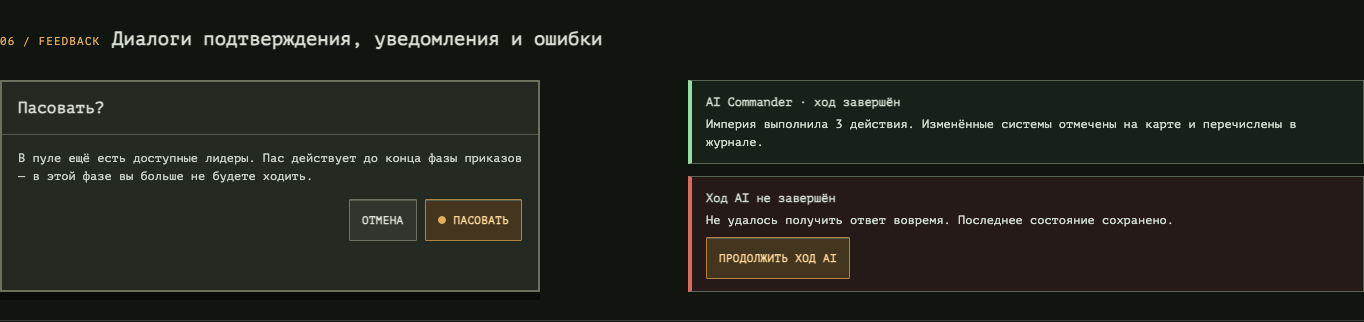 06 / FEEDBACK Диалоги подтверждения, уведомления и ошибки
Пасовать?
В пуле ещё есть доступные лидеры. Пас действует до конца фазы приказов
— в этой фазе вы больше не будете ходить.
ОТМЕНА
ПАСОВАТЬ
AI Commander · ход завершён
Империя выполнила 3 действия. Изменённые системы отмечены на карте и перечислены в
журнале.
Ход AI не завершён
Не удалось получить ответ вовремя. Последнее состояние сохранено.
ПРОДОЛЖИТЬ ХОД AI